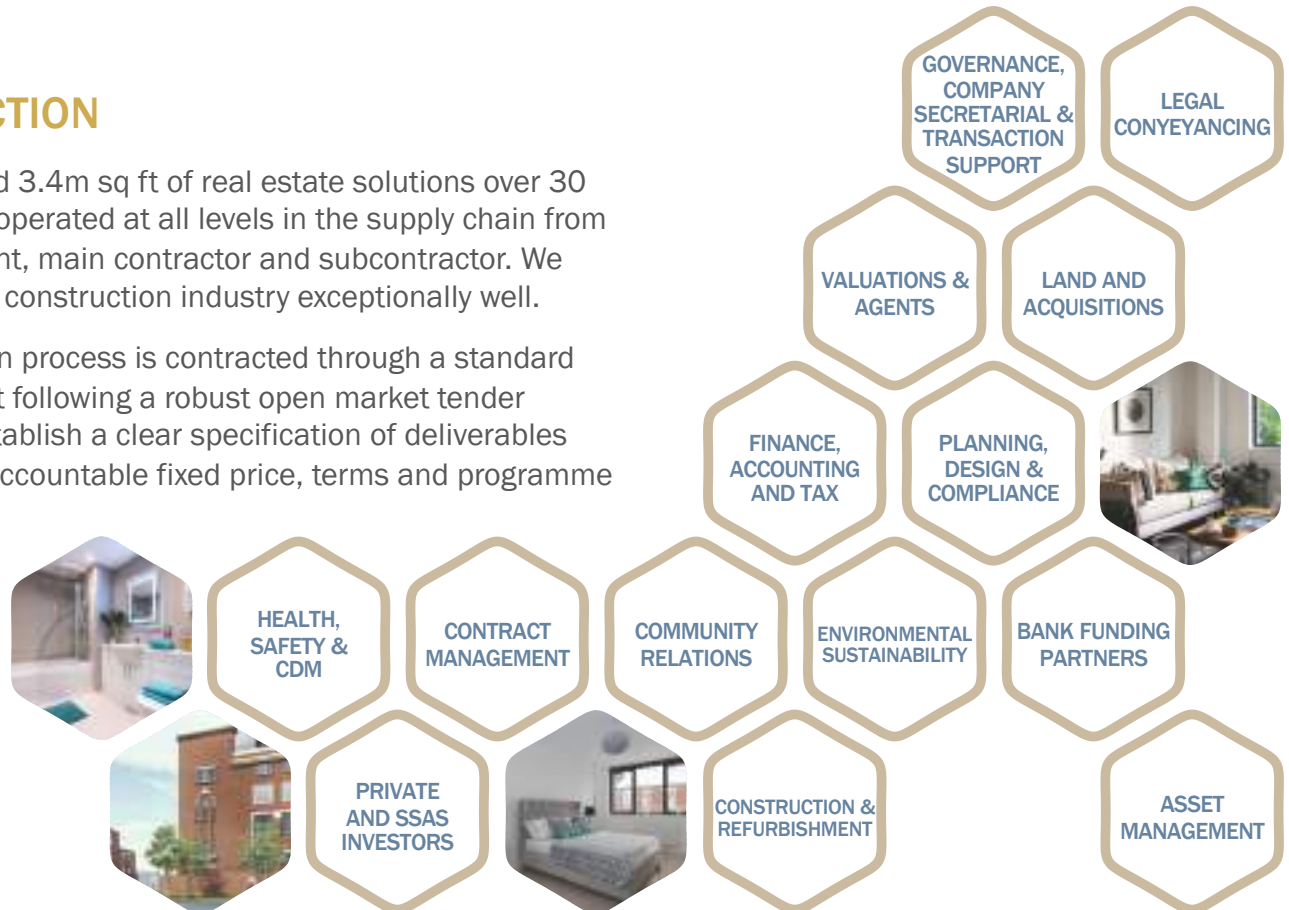 CTION
d 3.4m sq ft of real estate solutions over 30
operated at all levels in the supply chain from
nt, main contractor and subcontractor. We
construction industry exceptionally well.
n process is contracted through a standard
t following a robust open market tender
tablish a clear specification of deliverables
ccountable fixed price, terms and programme
GOVERNANCE,
COMPANY
SECRETARIAL &
TRANSACTION
SUPPORT
LEGAL
CONYEYANCING
VALUATIONS &
AGENTS
LAND AND
ACQUISITIONS
FINANCE,
ACCOUNTING
AND TAX
PLANNING,
DESIGN &
COMPLIANCE
HEALTH,
SAFETY &
CDM
CONTRACT
MANAGEMENT
COMMUNITY
RELATIONS
ENVIRONMENTAL
SUSTAINABILITY
BANK FUNDING
PARTNERS
PRIVATE
AND SSAS
INVESTORS
CONSTRUCTION &
REFURBISHMENT
ASSET
MANAGEMENT